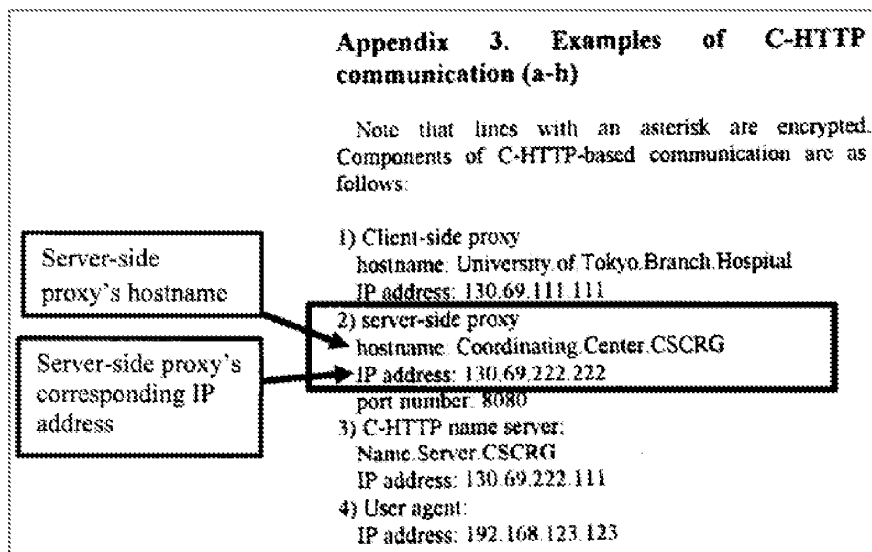 Appendix 3. Examples of C-HTTP
communication (a-h)
Note that lines with an asterisk are encrypted.
Components of C-HTTP-based communication are as
follows:
1) Client-side proxy
hostname: University.of.Tokyo.Branch.Hospital
IP address: 130.69.111.111
2) server-side proxy
hostname: Coordinating.Center.CSCRG
IP address: 130.69.222.222
port number: 8080
3) C-HTTP name server:
Name.Server.CSCRG
IP address: 130.69.222.111
4) User agent:
IP address: 192.168.123.123
Server-side
proxy's hostname
Server-side proxy's
corresponding IP
address